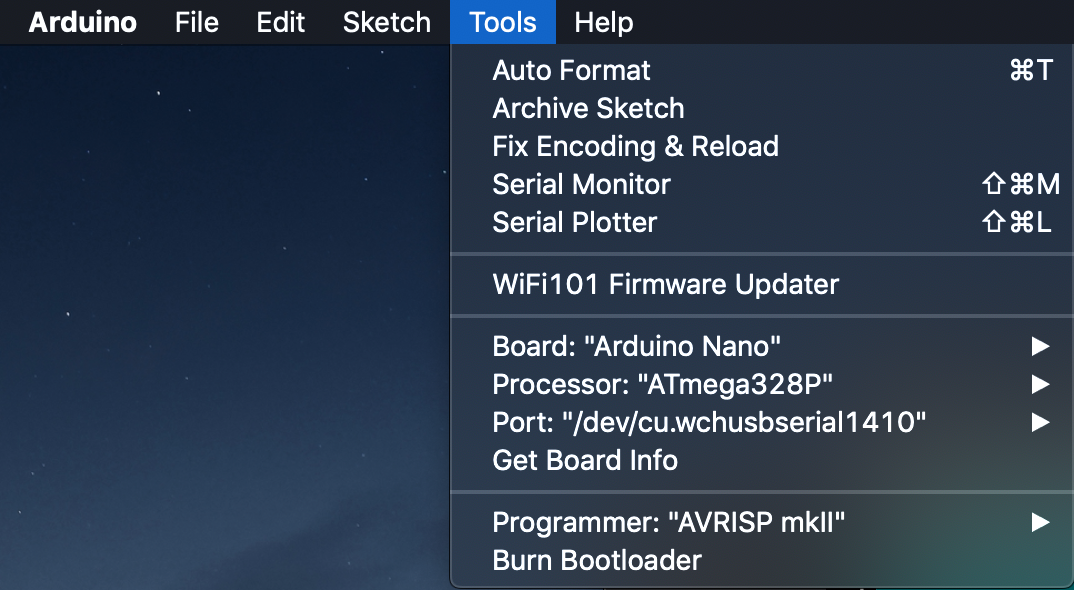 Arduino File Edit Sketch Tools Help
Auto Format ⌘T
Archive Sketch
Fix Encoding & Reload
Serial Monitor ⇧⌘M
Serial Plotter ⇧⌘L
WiFi101 Firmware Updater
Board: "Arduino Nano" ▶
Processor: "ATmega328P" ▶
Port: "/dev/cu.wchusbserial1410" ▶
Get Board Info
Programmer: "AVRISP mkII" ▶
Burn Bootloader